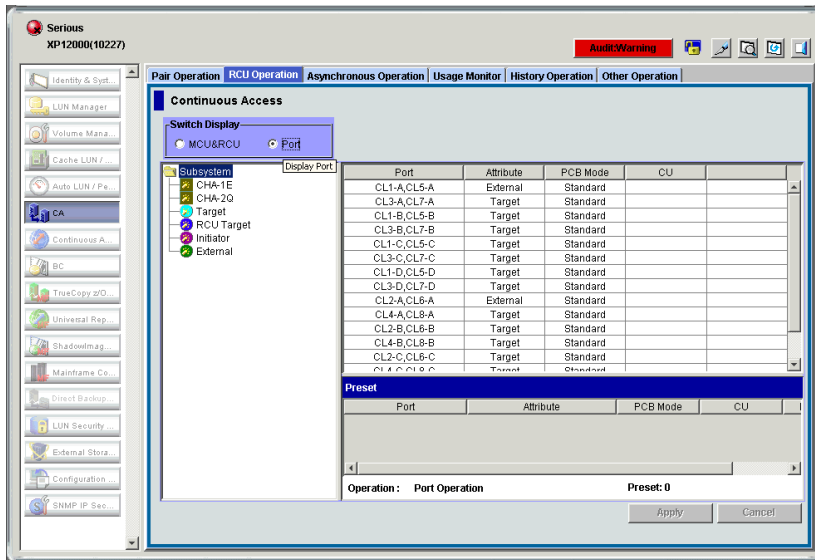 Serious
XP12000(10227)
Audit:Warning
Identity & Syst...
LUN Manager
Volume Mana...
Cache LUN / ...
Auto LUN / Pe...
CA
Continuous A...
BC
TrueCopy z/O...
Universal Rep...
ShadowImag...
Mainframe Co...
Direct Backup...
LUN Security ...
External Stora...
Configuration ...
SNMP IP Sec...
Pair Operation RCU Operation Asynchronous Operation Usage Monitor History Operation Other Operation
Continuous Access
Switch Display
MCU&RCU Port
Display Port
Subsystem
CHA-1E
CHA-2Q
Target
RCU Target
Initiator
External
Port Attribute PCB Mode CU
CL1-A,CL5-A External Standard
CL3-A,CL7-A Target Standard
CL1-B,CL5-B Target Standard
CL3-B,CL7-B Target Standard
CL1-C,CL5-C Target Standard
CL3-C,CL7-C Target Standard
CL1-D,CL5-D Target Standard
CL3-D,CL7-D Target Standard
CL2-A,CL6-A External Standard
CL4-A,CL8-A Target Standard
CL2-B,CL6-B Target Standard
CL4-B,CL8-B Target Standard
CL2-C,CL6-C Target Standard
CL4-C,CL8-C Target Standard
Preset
Port Attribute PCB Mode CU
Operation : Port Operation Preset: 0
Apply Cancel